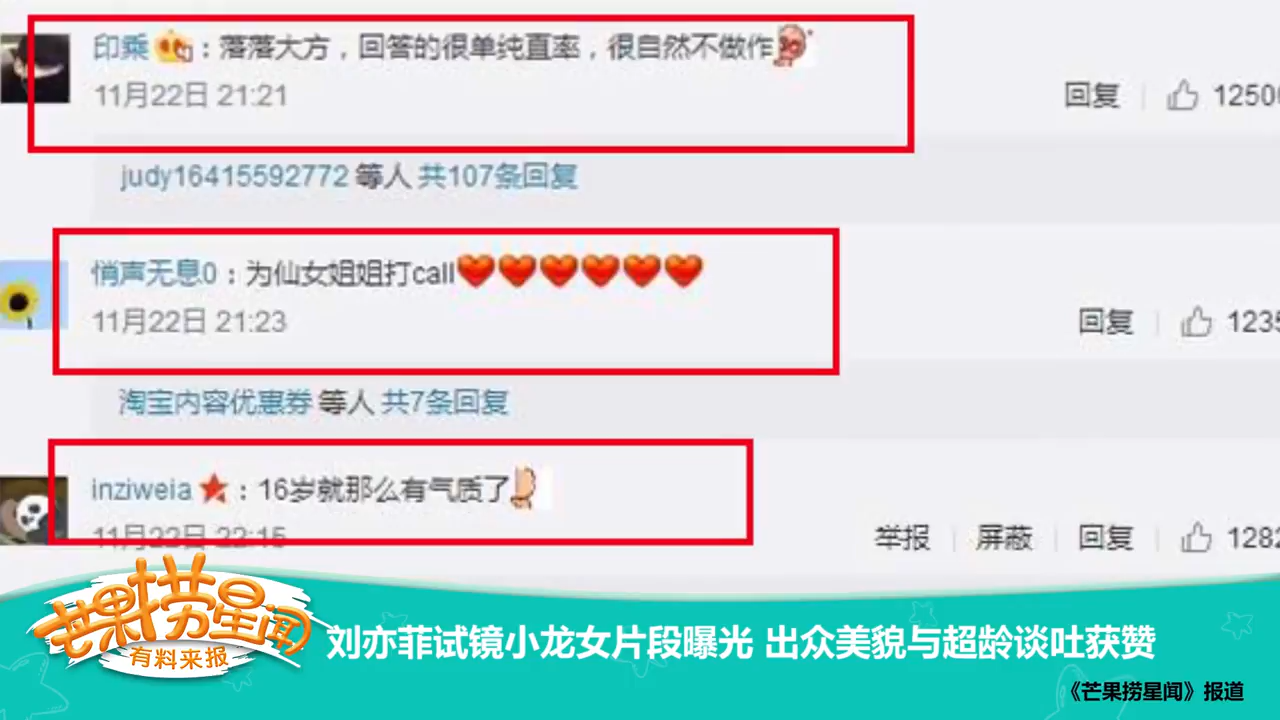 印乘：落落大方，回答的很单纯直率，很自然不做作
11月22日 21:21
回复 1250
judy16415592772 等人 共107条回复
悄声无息0：为仙女姐姐打call
11月22日 21:23
回复 1235
淘宝内容优惠券 等人 共7条回复
inziweia：16岁就那么有气质了
11月22日 22:15
举报 屏蔽 回复 1282
芒果捞星闻
有料来报
刘亦菲试镜小龙女片段曝光 出众美貌与超龄谈吐获赞
《芒果捞星闻》报道